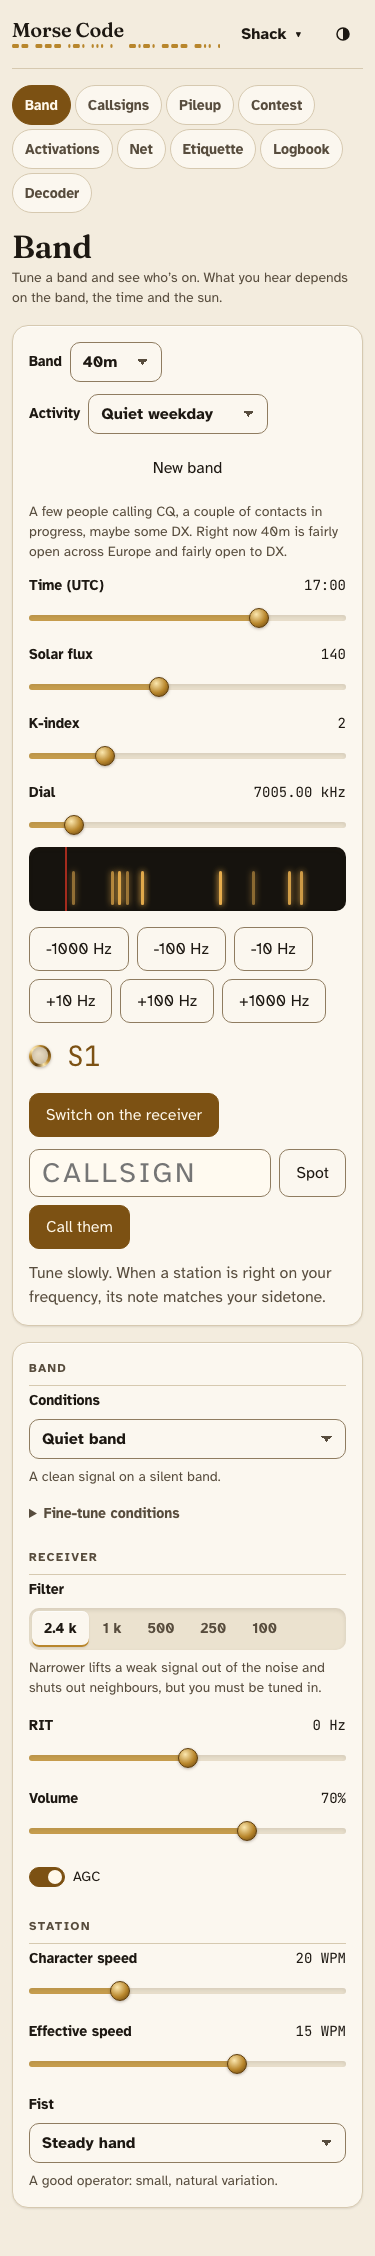 Morse Code
Shack
Band
Callsigns
Pileup
Contest
Activations
Net
Etiquette
Logbook
Decoder
Band
Tune a band and see who's on. What you hear depends
on the band, the time and the sun.
Band
40m
Activity
Quiet weekday
New band
A few people calling CQ, a couple of contacts in
progress, maybe some DX. Right now 40m is fairly
open across Europe and fairly open to DX.
Time (UTC) 17:00
Solar flux 140
K-index 2
Dial 7005.00 kHz
-1000 Hz
-100 Hz
-10 Hz
+10 Hz
+100 Hz
+1000 Hz
S1
Switch on the receiver
CALLSIGN
Spot
Call them
Tune slowly. When a station is right on your
frequency, its note matches your sidetone.
BAND
Conditions
Quiet band
A clean signal on a silent band.
Fine-tune conditions
RECEIVER
Filter
2.4 k 1 k 500 250 100
Narrower lifts a weak signal out of the noise and
shuts out neighbours, but you must be tuned in.
RIT 0 Hz
Volume 70%
AGC
STATION
Character speed 20 WPM
Effective speed 15 WPM
Fist
Steady hand
A good operator: small, natural variation.